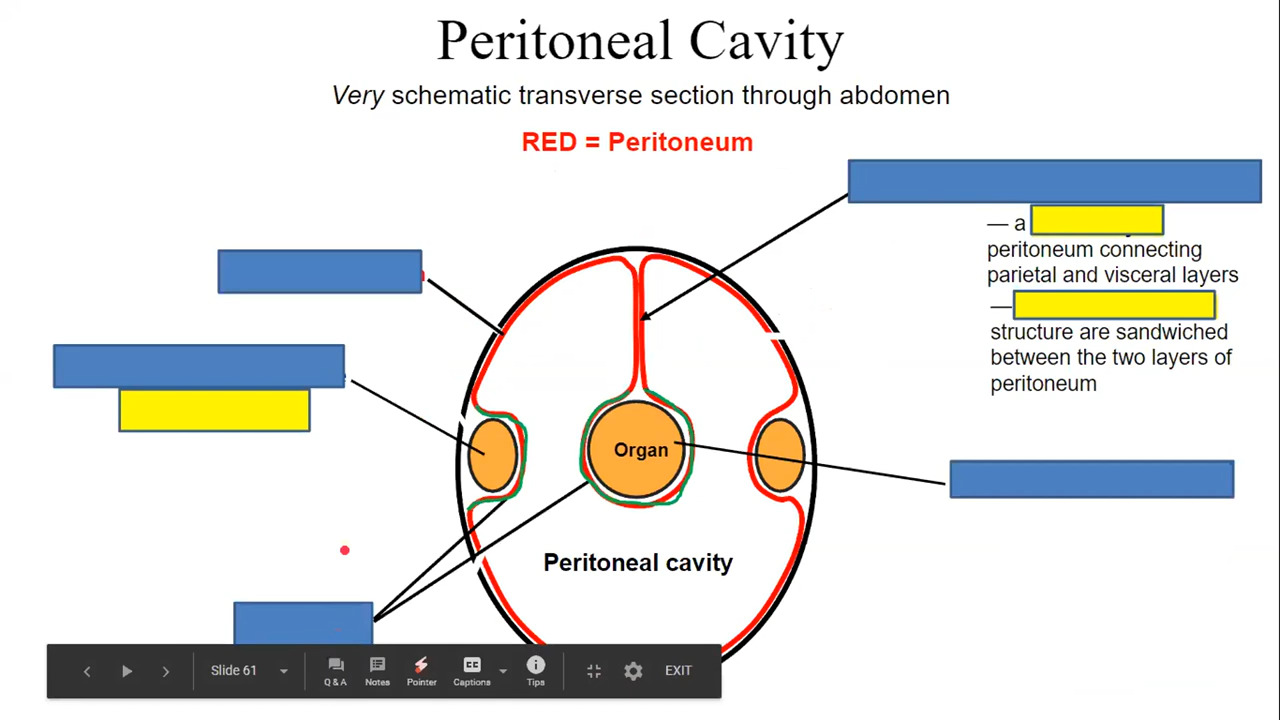 Peritoneal Cavity
Very schematic transverse section through abdomen
RED = Peritoneum
— a
peritoneum connecting
parietal and visceral layers
—
structure are sandwiched
between the two layers of
peritoneum
Organ
Peritoneal cavity
Slide 61
Q & A
Notes
Pointer
CC
Captions
Tips
EXIT